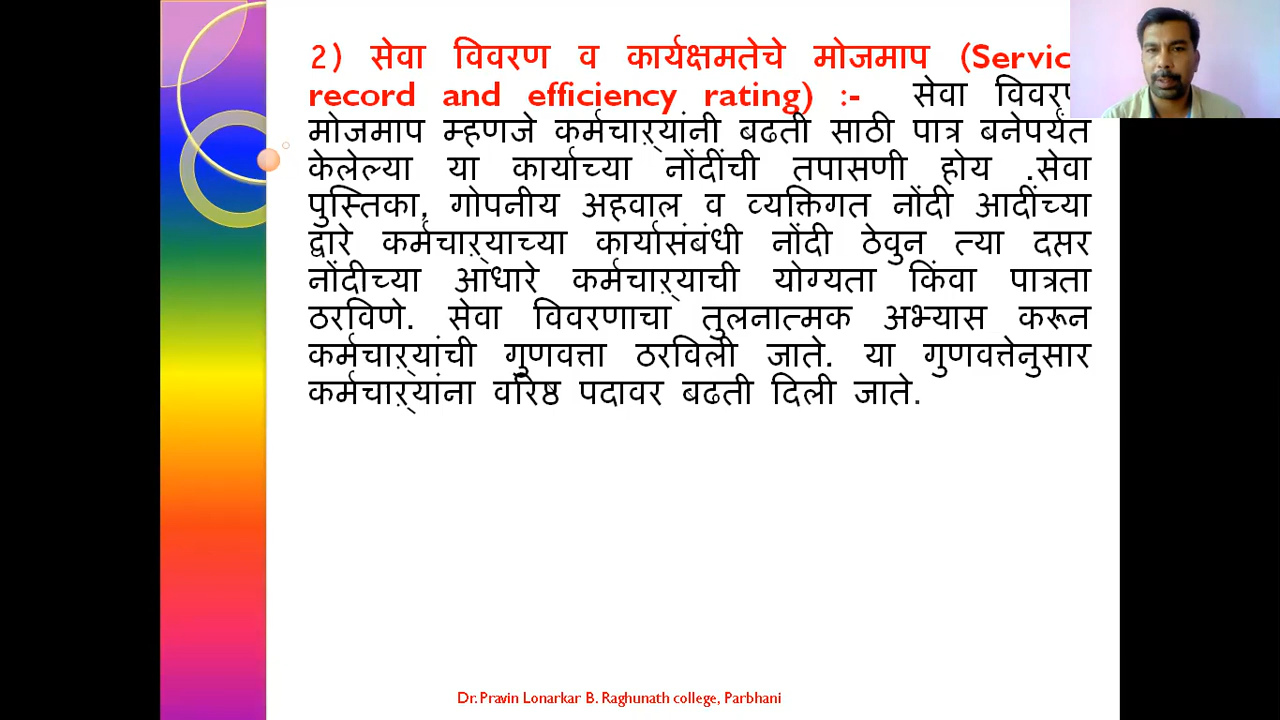 2) सेवा विवरण व कार्यक्षमतेचे मोजमाप (Servic
record and efficiency rating) :- सेवा विवरण
मोजमाप म्हणजे कर्मचाऱ्यांनी बढती साठी पात्र बनेपर्यंत
केलेल्या या कार्याच्या नोंदींची तपासणी होय .सेवा
पुस्तिका, गोपनीय अहवाल व व्यक्तिगत नोंदी आदींच्या
द्वारे कर्मचाऱ्याच्या कार्यासंबंधी नोंदी ठेवुन त्या दप्तर
नोंदीच्या आधारे कर्मचाऱ्याची योग्यता किंवा पात्रता
ठरविणे. सेवा विवरणाचा तुलनात्मक अभ्यास करून
कर्मचाऱ्यांची गुणवत्ता ठरविली जाते. या गुणवत्तेनुसार
कर्मचाऱ्यांना वरिष्ठ पदावर बढती दिली जाते.
Dr. Pravin Lonarkar B. Raghunath college, Parbhani